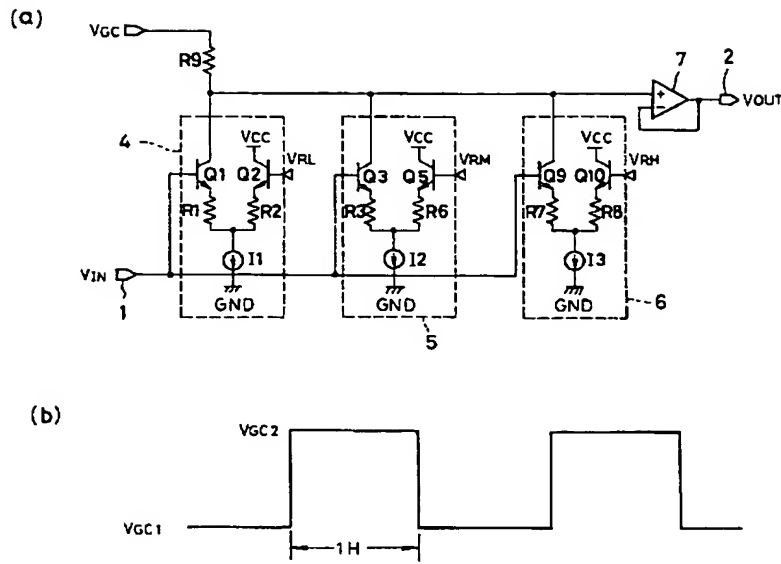 (a)
VGC
R9
7
2
VOUT
+
−
4
VCC
VRL
Q1
Q2
R1
R2
I1
GND
VCC
VRM
Q3
Q5
R3
R6
I2
GND
5
VCC
VRH
Q9
Q10
R7
R8
I3
GND
6
VIN
1
(b)
VGC2
VGC1
1H